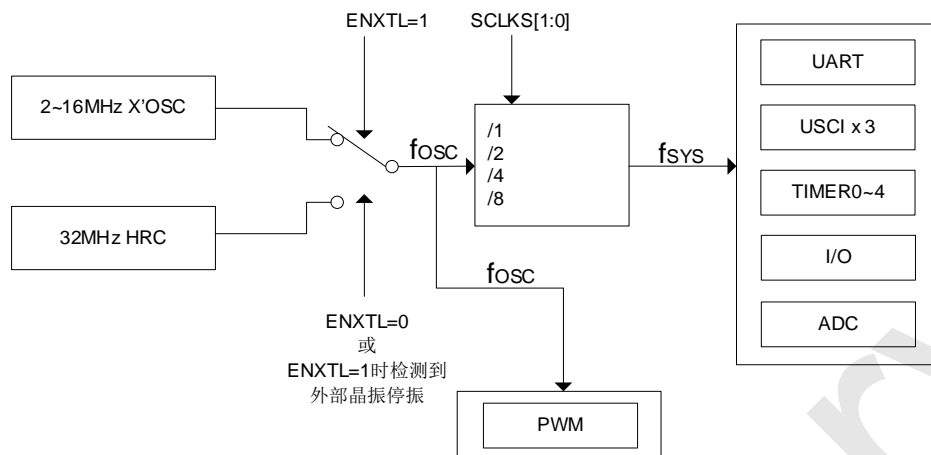 ENXTL=1
SCLKS[1:0]
2~16MHz X'OSC
32MHz HRC
fOSC
/1
/2
/4
/8
fSYS
UART
USCI x 3
TIMER0~4
I/O
ADC
fOSC
ENXTL=0
或
ENXTL=1时检测到
外部晶振停振
PWM